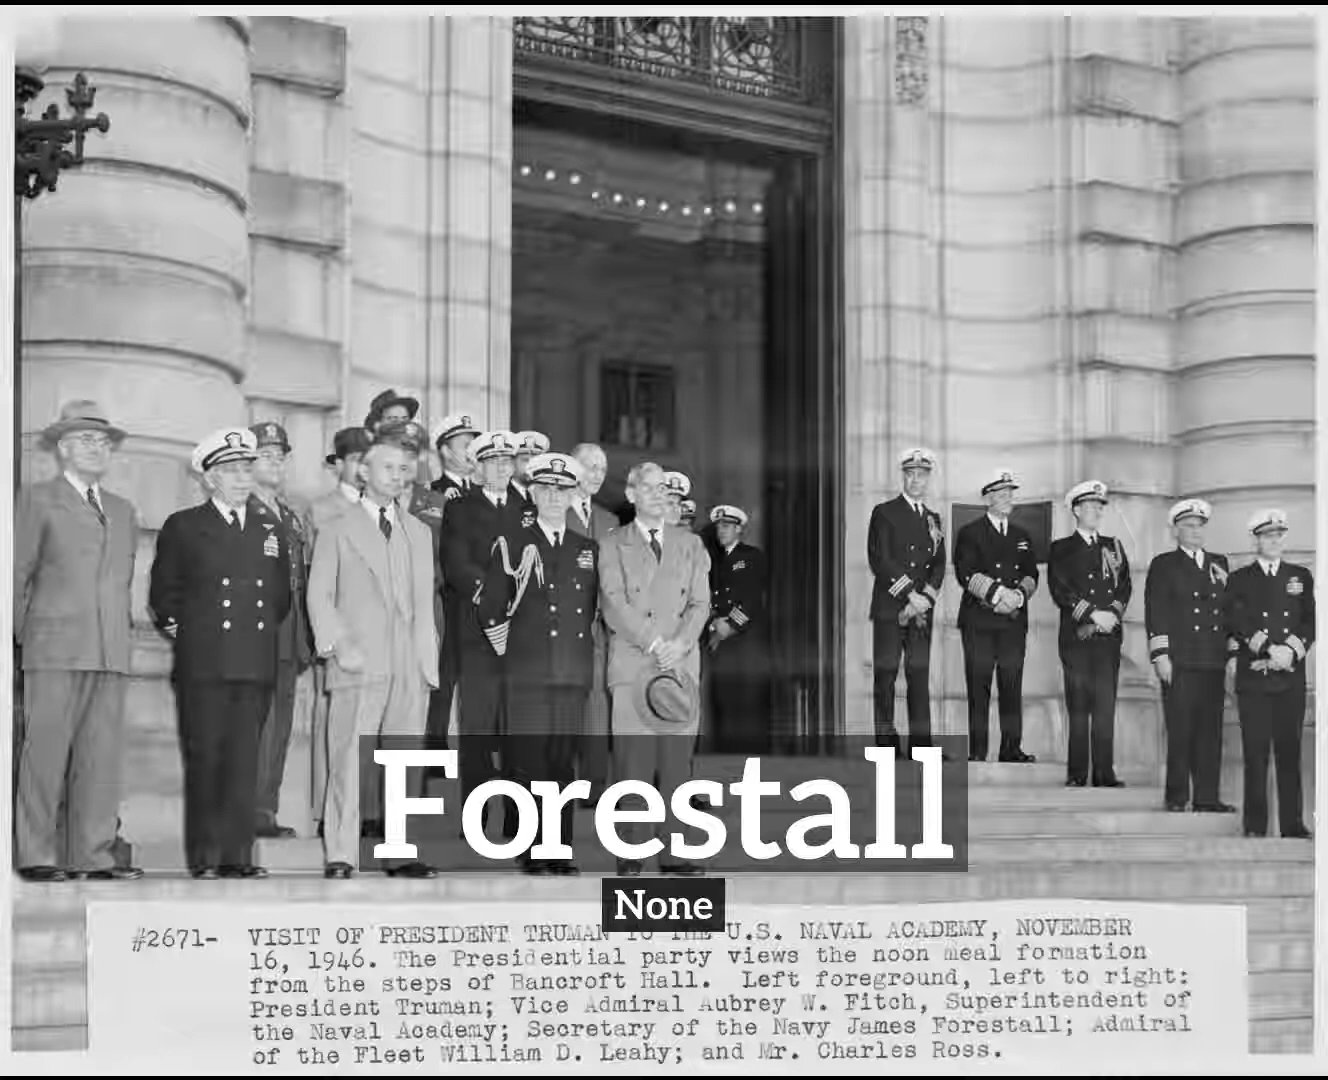 Forestall
None
#2671- VISIT OF PRESIDENT TRUMAN TO THE U.S. NAVAL ACADEMY, NOVEMBER
16, 1946. The Presidential party views the noon meal formation
from the steps of Bancroft Hall. Left foreground, left to right:
President Truman; Vice Admiral Aubrey W. Fitch, Superintendent of
the Naval Academy; Secretary of the Navy James Forestall; Admiral
of the Fleet William D. Leahy; and Mr. Charles Ross.